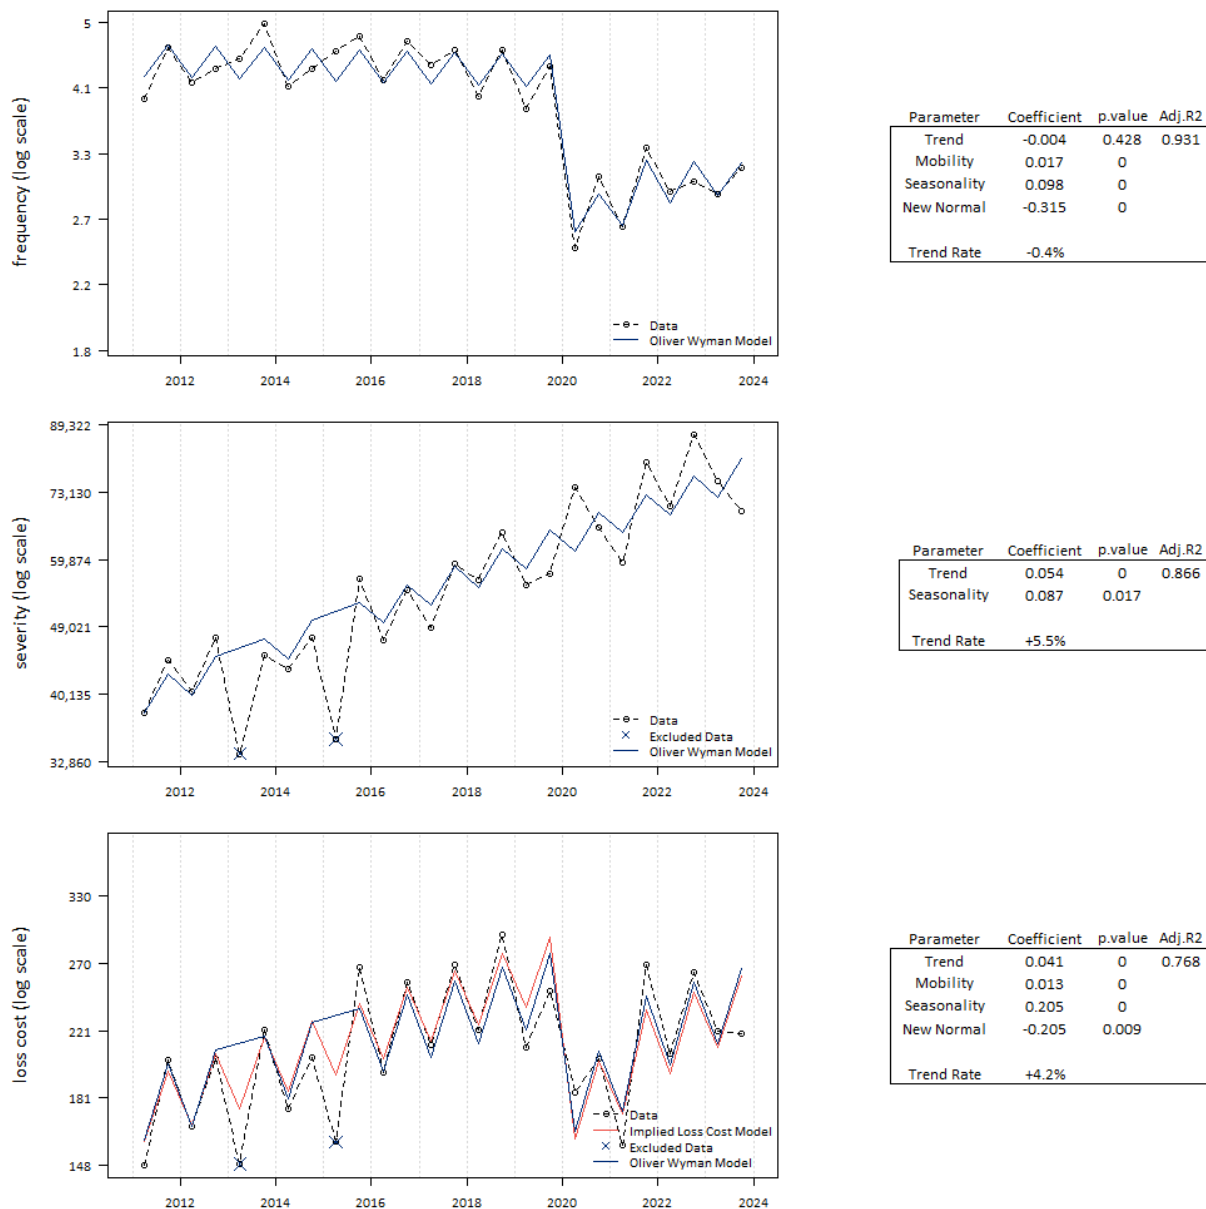 frequency (log scale)
5
4.1
3.3
2.7
2.2
1.8
Data
Oliver Wyman Model
2012 2014 2016 2018 2020 2022 2024
Parameter Coefficient p.value Adj.R2
Trend -0.004 0.428 0.931
Mobility 0.017 0
Seasonality 0.098 0
New Normal -0.315 0
Trend Rate -0.4%
severity (log scale)
89,322
73,130
59,874
49,021
40,135
32,860
Data
Excluded Data
Oliver Wyman Model
2012 2014 2016 2018 2020 2022 2024
Parameter Coefficient p.value Adj.R2
Trend 0.054 0 0.866
Seasonality 0.087 0.017
Trend Rate +5.5%
loss cost (log scale)
330
270
221
181
148
Data
Implied Loss Cost Model
Excluded Data
Oliver Wyman Model
2012 2014 2016 2018 2020 2022 2024
Parameter Coefficient p.value Adj.R2
Trend 0.041 0 0.768
Mobility 0.013 0
Seasonality 0.205 0
New Normal -0.205 0.009
Trend Rate +4.2%